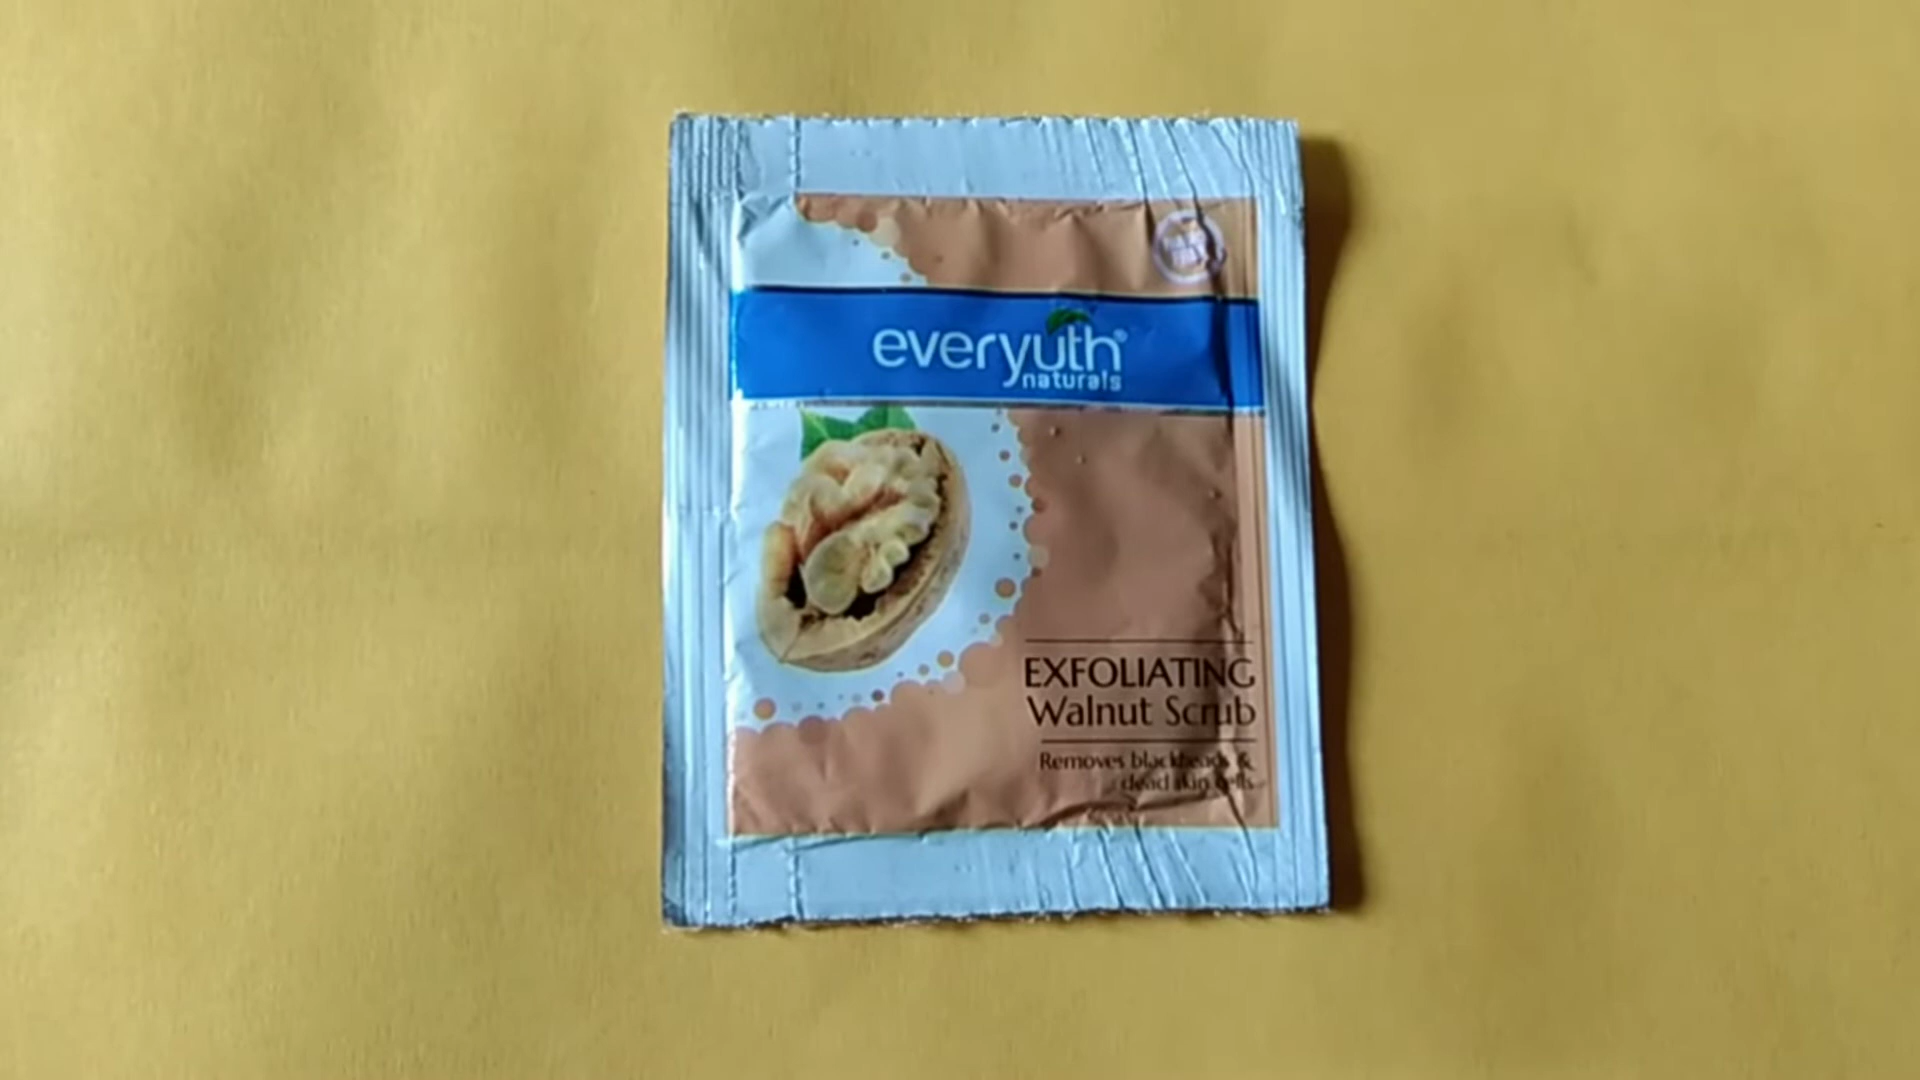 everyuth®
naturals
EXFOLIATING
Walnut Scrub
Removes blackheads &
dead skin cells